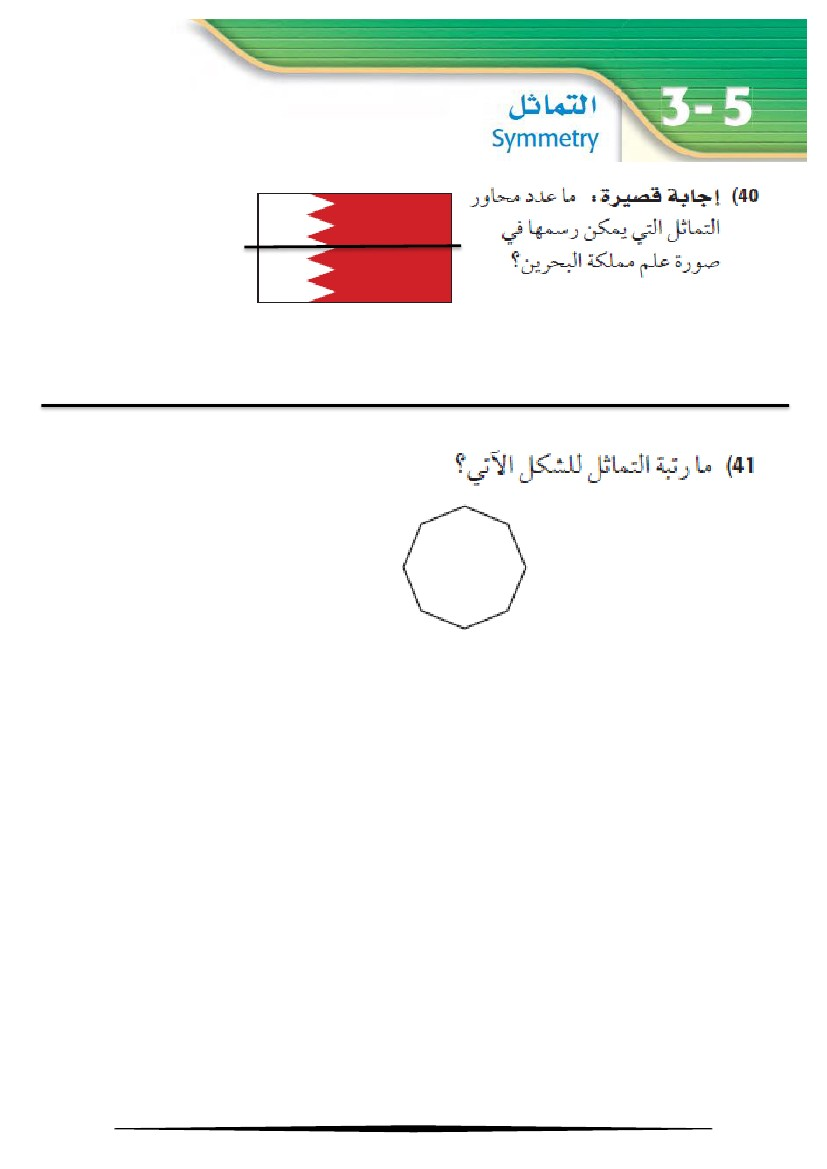 3-5
التماثل
Symmetry
40) إجابة قصيرة: ما عدد محاور
التماثل التي يمكن رسمها في
صورة علم مملكة البحرين؟
41) ما رتبة التماثل للشكل الآتي؟